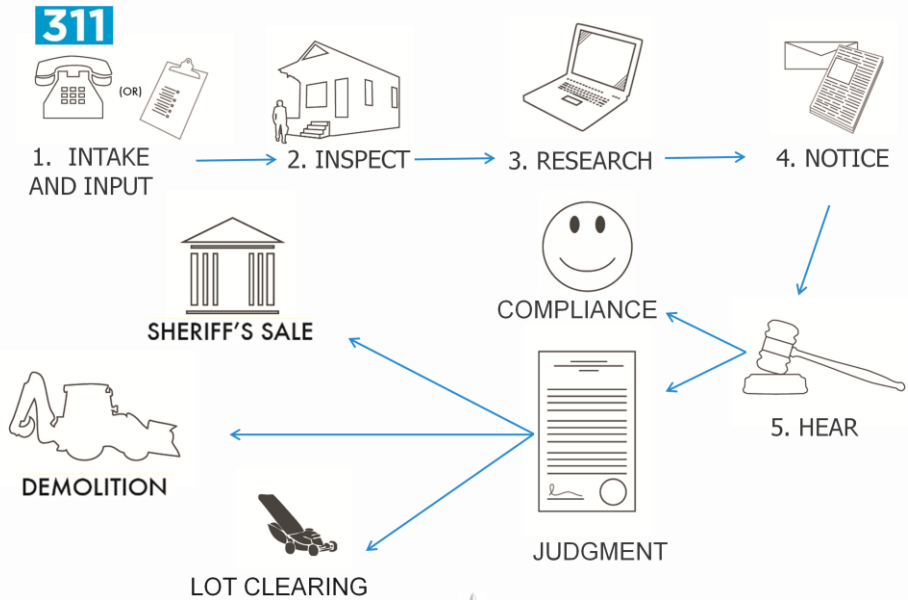 311
(OR)
1. INTAKE
AND INPUT
2. INSPECT
3. RESEARCH
4. NOTICE
COMPLIANCE
SHERIFF'S SALE
5. HEAR
DEMOLITION
JUDGMENT
LOT CLEARING